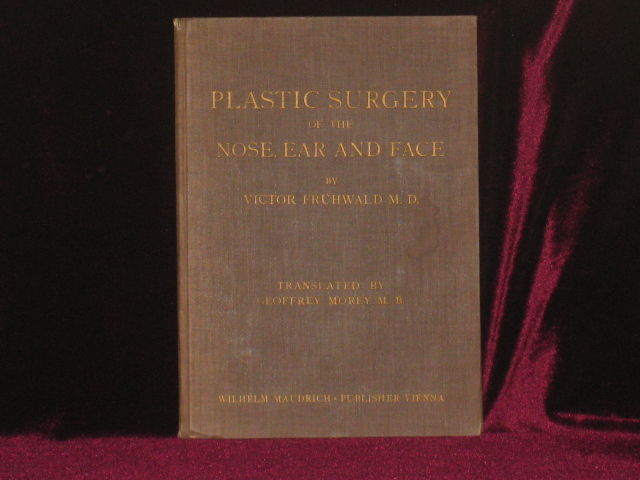 PLASTIC SURGERY
OF THE
NOSE, EAR AND FACE
BY
VICTOR FRÜHWALD M. D.
TRANSLATED BY
GEOFFREY MOREY M. B.
WILHELM MAUDRICH • PUBLISHER VIENNA